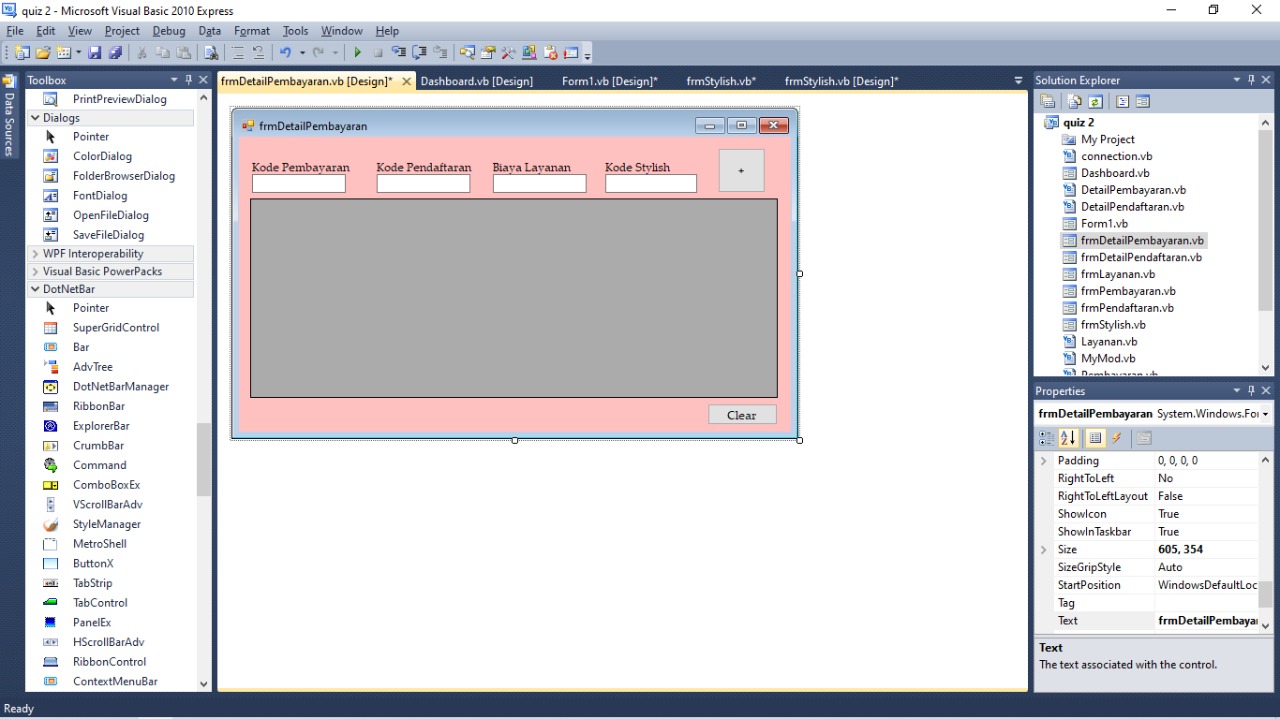 quiz 2 - Microsoft Visual Basic 2010 Express
File Edit View Project Debug Data Format Tools Window Help
Data Sources
Toolbox
PrintPreviewDialog
Dialogs
Pointer
ColorDialog
FolderBrowserDialog
FontDialog
OpenFileDialog
SaveFileDialog
WPF Interoperability
Visual Basic PowerPacks
DotNetBar
Pointer
SuperGridControl
Bar
AdvTree
DotNetBarManager
RibbonBar
ExplorerBar
CrumbBar
Command
ComboBoxEx
VScrollBarAdv
StyleManager
MetroShell
ButtonX
TabStrip
TabControl
PanelEx
HScrollBarAdv
RibbonControl
ContextMenuBar
frmDetailPembayaran.vb [Design]* Dashboard.vb [Design] Form1.vb [Design]* frmStylish.vb* frmStylish.vb [Design]*
frmDetailPembayaran
Kode Pembayaran Kode Pendaftaran Biaya Layanan Kode Stylish
+
Clear
Solution Explorer
quiz 2
My Project
connection.vb
Dashboard.vb
DetailPembayaran.vb
DetailPendaftaran.vb
Form1.vb
frmDetailPembayaran.vb
frmDetailPendaftaran.vb
frmLayanan.vb
frmPembayaran.vb
frmPendaftaran.vb
frmStylish.vb
Layanan.vb
MyMod.vb
Pembayaran.vb
Properties
frmDetailPembayaran System.Windows.For
Padding 0, 0, 0, 0
RightToLeft No
RightToLeftLayout False
ShowIcon True
ShowInTaskbar True
Size 605, 354
SizeGripStyle Auto
StartPosition WindowsDefaultLoc
Tag
Text frmDetailPembayar
Text
The text associated with the control.
Ready